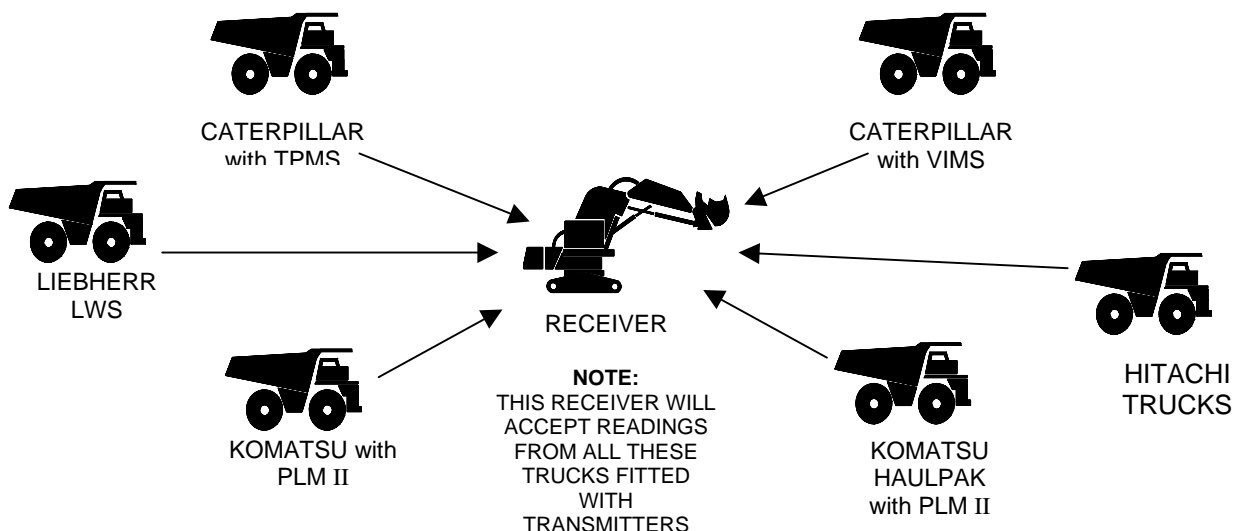 CATERPILLAR
with TPMS
CATERPILLAR
with VIMS
LIEBHERR
LWS
RECEIVER
HITACHI
TRUCKS
KOMATSU with
PLM II
NOTE:
THIS RECEIVER WILL
ACCEPT READINGS
FROM ALL THESE
TRUCKS FITTED
WITH
TRANSMITTERS
KOMATSU
HAULPAK
with PLM II